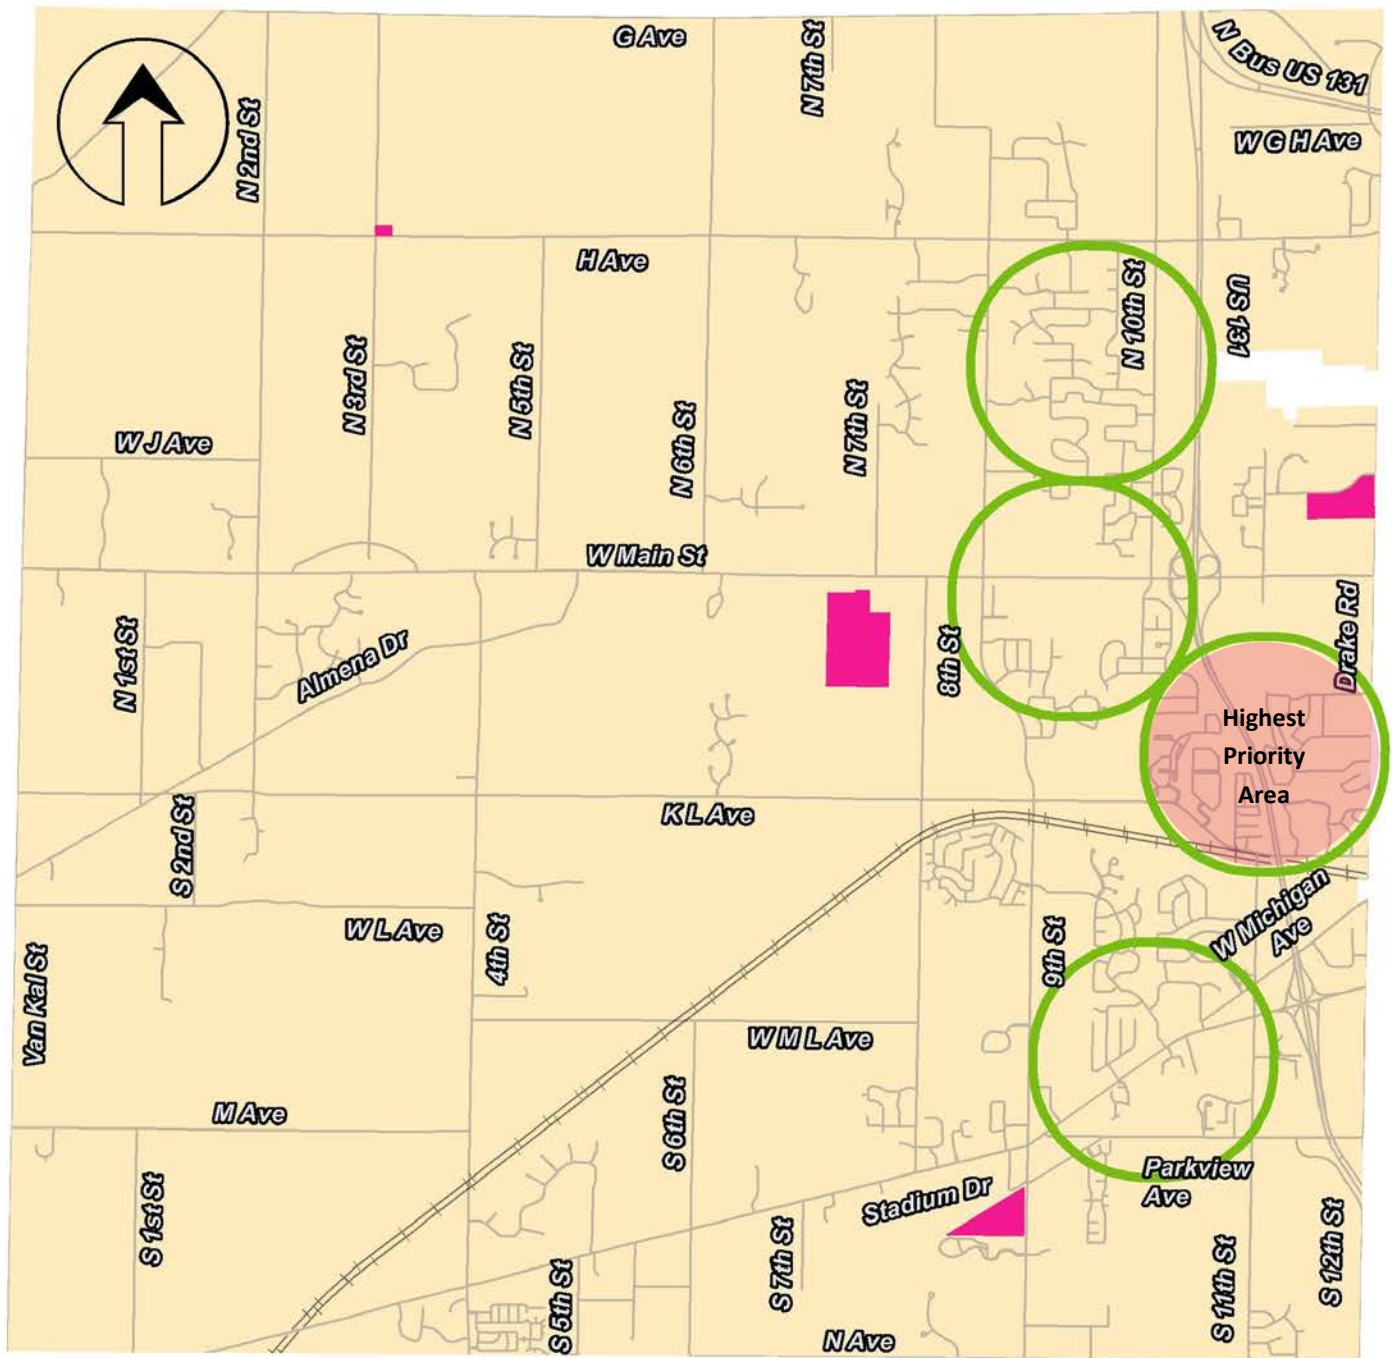 G Ave
N 7th St
N Bus US 131
N 2nd St
W G H Ave
H Ave
N 10th St
US 131
N 3rd St
N 5th St
N 6th St
N 7th St
W J Ave
W Main St
N 1st St
Almena Dr
8th St
Drake Rd
Highest
Priority
Area
K L Ave
S 2nd St
W L Ave
4th St
9th St
W Michigan
Ave
Van Kal St
W M L Ave
M Ave
S 6th St
Parkview
Ave
S 1st St
Stadium Dr
S 7th St
S 5th St
S 11th St
S 12th St
N Ave